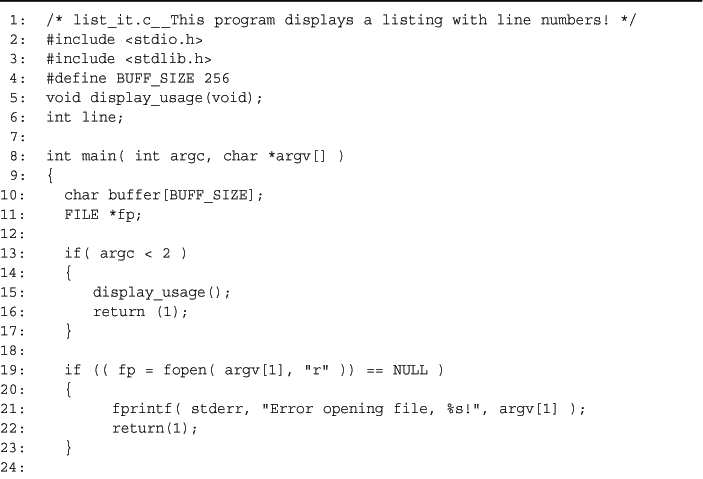 1: /* list_it.c__This program displays a listing with line numbers! */
2: #include <stdio.h>
3: #include <stdlib.h>
4: #define BUFF_SIZE 256
5: void display_usage(void);
6: int line;
7:
8: int main( int argc, char *argv[] )
9: {
10: char buffer[BUFF_SIZE];
11: FILE *fp;
12:
13: if( argc < 2 )
14: {
15: display_usage();
16: return (1);
17: }
18:
19: if (( fp = fopen( argv[1], "r" )) == NULL )
20: {
21: fprintf( stderr, "Error opening file, %s!", argv[1] );
22: return(1);
23: }
24: